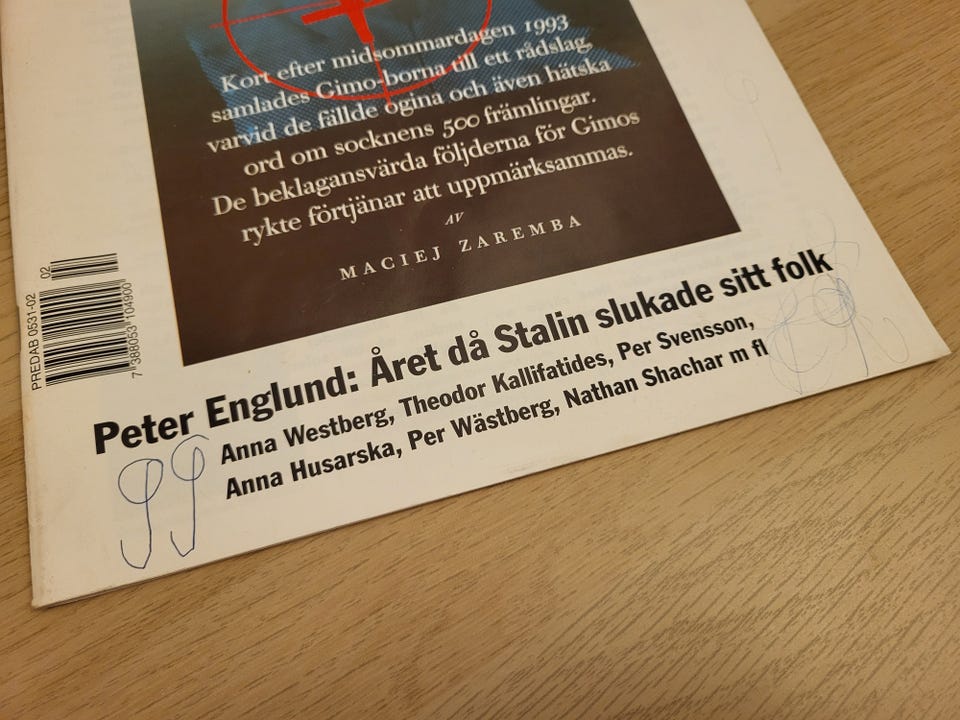 Kort efter midsommardagen 1993
samlades Gimo-borna till ett rådslag,
varvid de fällde ogina och även hätska
ord om socknens 500 främlingar.
De beklagansvärda följderna för Gimos
rykte förtjänar att uppmärksammas.
AV
MACIEJ ZAREMBA
Peter Englund: Året då Stalin slukade sitt folk
Anna Westberg, Theodor Kallifatides, Per Svensson,
Anna Husarska, Per Wästberg, Nathan Shachar m fl
PREDAB 0531-02
02
7 388053 104900